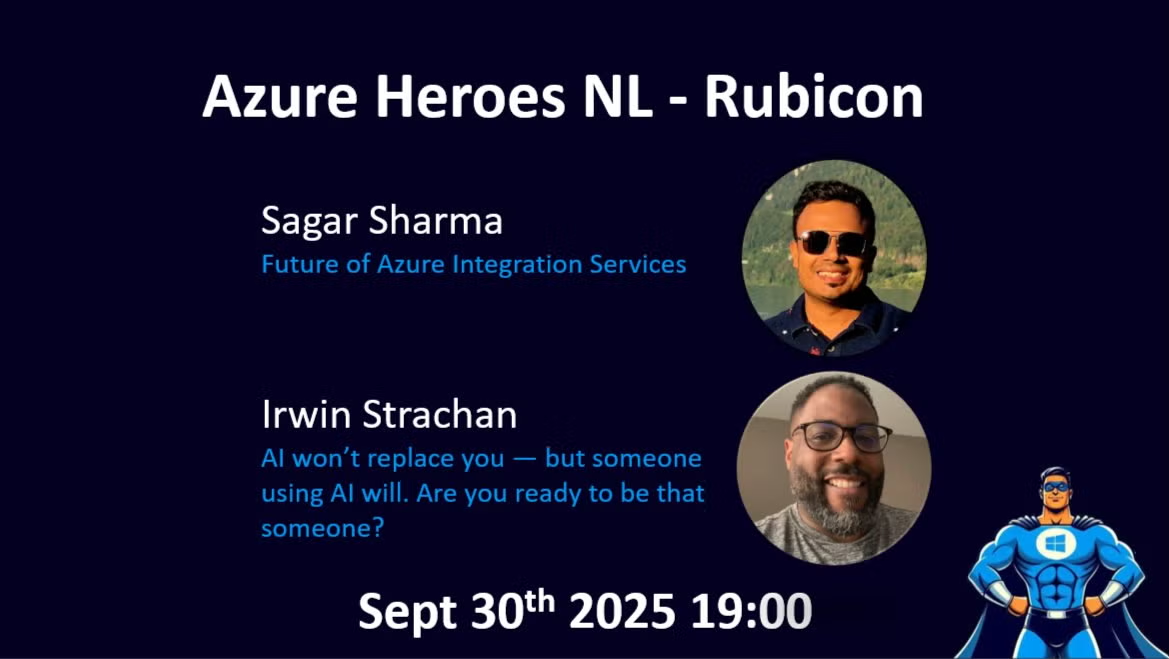 Azure Heroes NL - Rubicon
Sagar Sharma
Future of Azure Integration Services
Irwin Strachan
AI won’t replace you — but someone
using AI will. Are you ready to be that
someone?
Sept 30th 2025 19:00